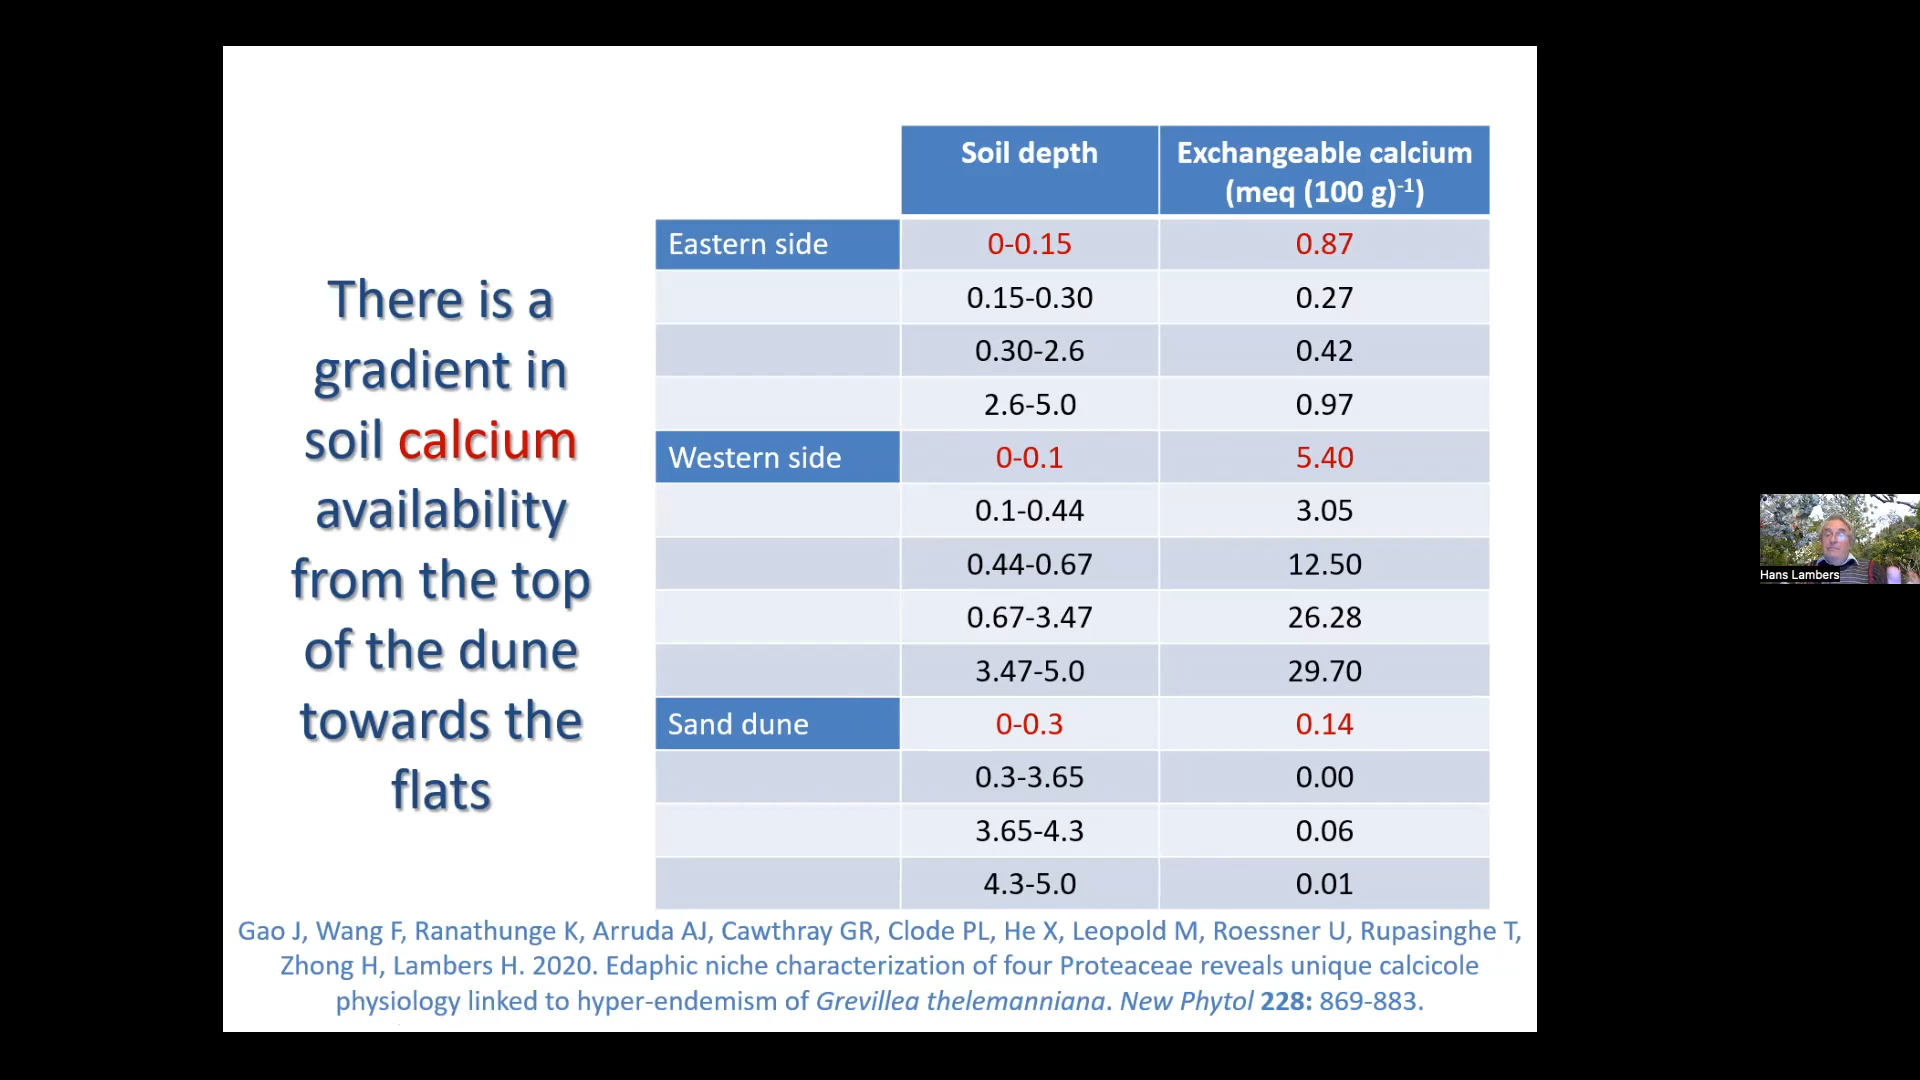 There is a
gradient in
soil calcium
availability
from the top
of the dune
towards the
flats
Soil depth Exchangeable calcium
(meq (100 g)⁻¹)
Eastern side 0-0.15 0.87
0.15-0.30 0.27
0.30-2.6 0.42
2.6-5.0 0.97
Western side 0-0.1 5.40
0.1-0.44 3.05
0.44-0.67 12.50
0.67-3.47 26.28
3.47-5.0 29.70
Sand dune 0-0.3 0.14
0.3-3.65 0.00
3.65-4.3 0.06
4.3-5.0 0.01
Gao J, Wang F, Ranathunge K, Arruda AJ, Cawthray GR, Clode PL, He X, Leopold M, Roessner U, Rupasinghe T,
Zhong H, Lambers H. 2020. Edaphic niche characterization of four Proteaceae reveals unique calcicole
physiology linked to hyper-endemism of Grevillea thelemanniana. New Phytol 228: 869-883.
Hans Lambers